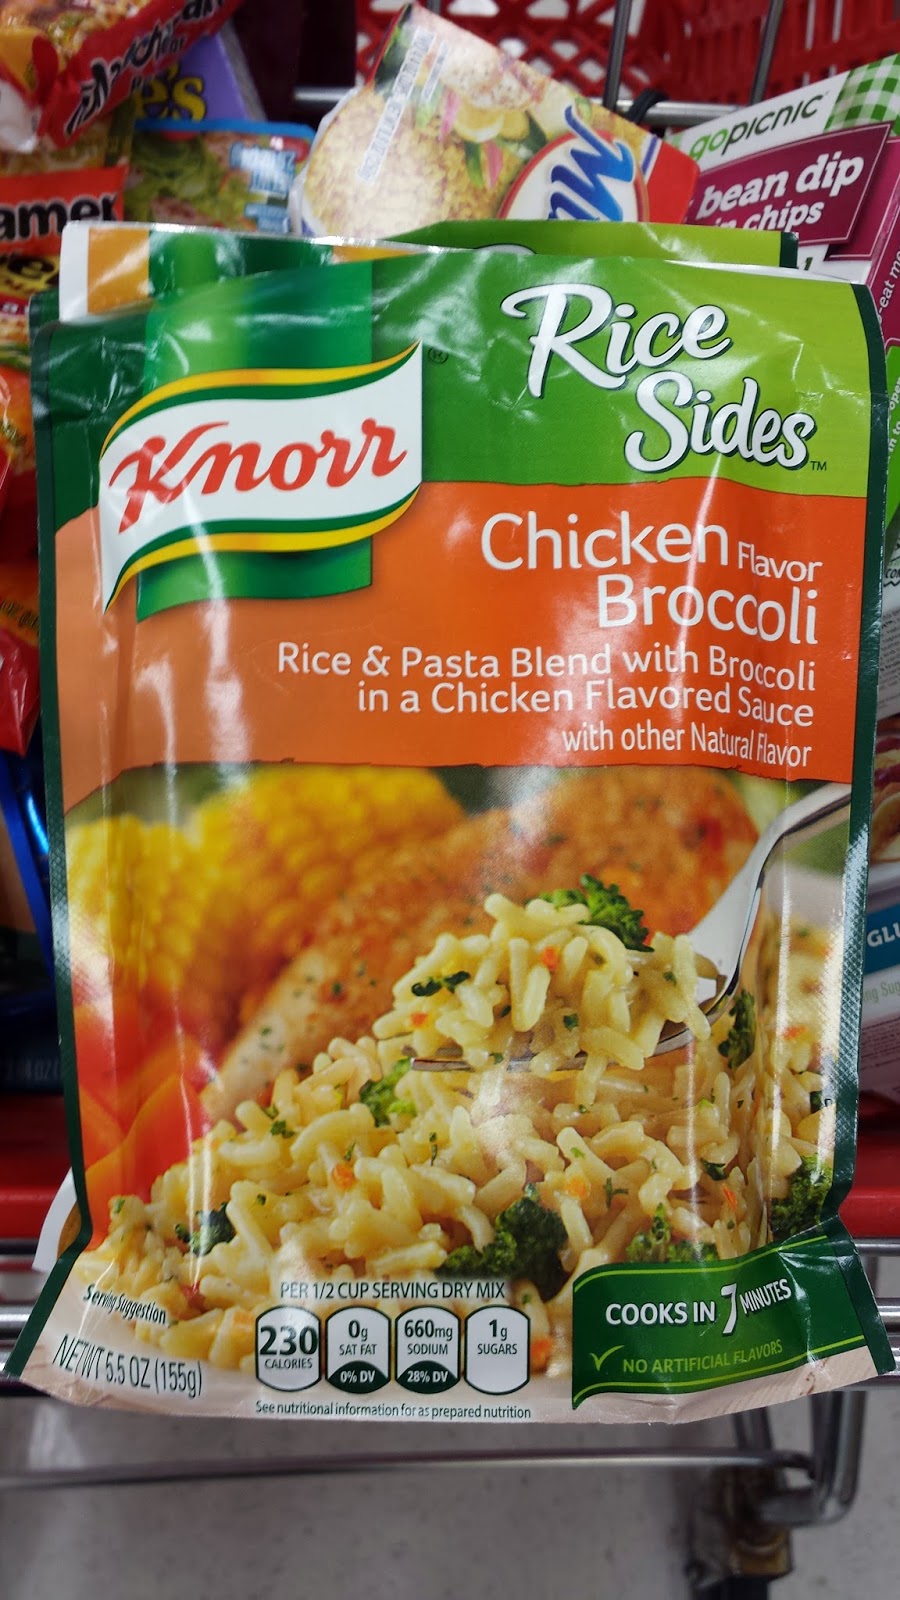 Maruchan
amen
gopicnic
bean dip
chips
Knorr®
Rice
Sides™
Chicken Flavor
Broccoli
Rice & Pasta Blend with Broccoli
in a Chicken Flavored Sauce
with other Natural Flavor
Serving Suggestion
NET WT 5.5 OZ (155g)
PER 1/2 CUP SERVING DRY MIX
230
CALORIES
0g
SAT FAT
0% DV
660mg
SODIUM
28% DV
1g
SUGARS
See nutritional information for as prepared nutrition
COOKS IN 7 MINUTES
✓ NO ARTIFICIAL FLAVORS